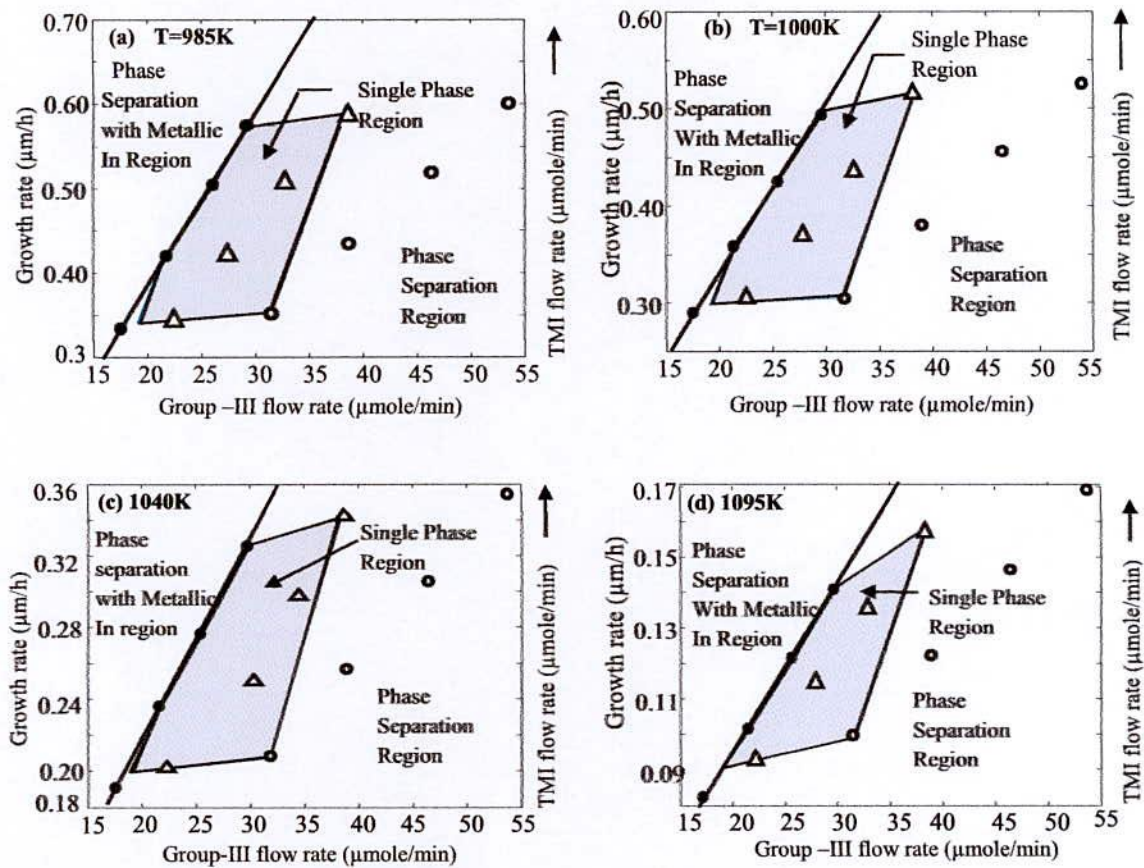 (a) T=985K
Phase
Separation
with Metallic
In Region
Single Phase
Region
Phase
Separation
Region
0.70
0.60
0.50
0.40
0.3
Growth rate (μm/h)
15 20 25 30 35 40 45 50 55
Group –III flow rate (μmole/min)
TMI flow rate (μmole/min)
(b) T=1000K
Phase
Separation
With Metallic
In Region
Single Phase
Region
Phase
Separation
Region
0.60
0.50
0.40
0.30
Growth rate (μm/h)
15 20 25 30 35 40 45 50 55
Group –III flow rate (μmole/min)
TMI flow rate (μmole/min)
(c) 1040K
Phase
separation
with Metallic
In region
Single Phase
Region
Phase
Separation
Region
0.36
0.32
0.28
0.24
0.20
0.18
Growth rate (μm/h)
15 20 25 30 35 40 45 50 55
Group-III flow rate (μmole/min)
TMI flow rate (μmole/min)
(d) 1095K
Phase
Separation
With Metallic
In Region
Single Phase
Region
Phase
Separation
Region
0.17
0.15
0.13
0.11
0.09
Growth rate (μm/h)
15 20 25 30 35 40 45 50 55
Group –III flow rate (μmole/min)
TMI flow rate (μmole/min)